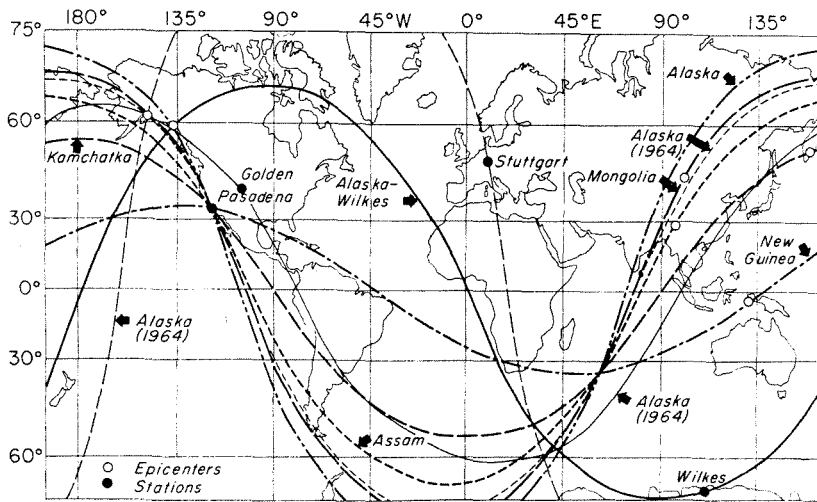 180° 135° 90° 45°W 0° 45°E 90° 135°
75°
60°
30°
0°
30°
60°
Alaska
Kamchatka
Golden
Pasadena
Alaska-
Wilkes
Stuttgart
Alaska
(1964)
Mongolia
New
Guinea
Alaska
(1964)
Assam
Alaska
(1964)
Wilkes
○ Epicenters
● Stations